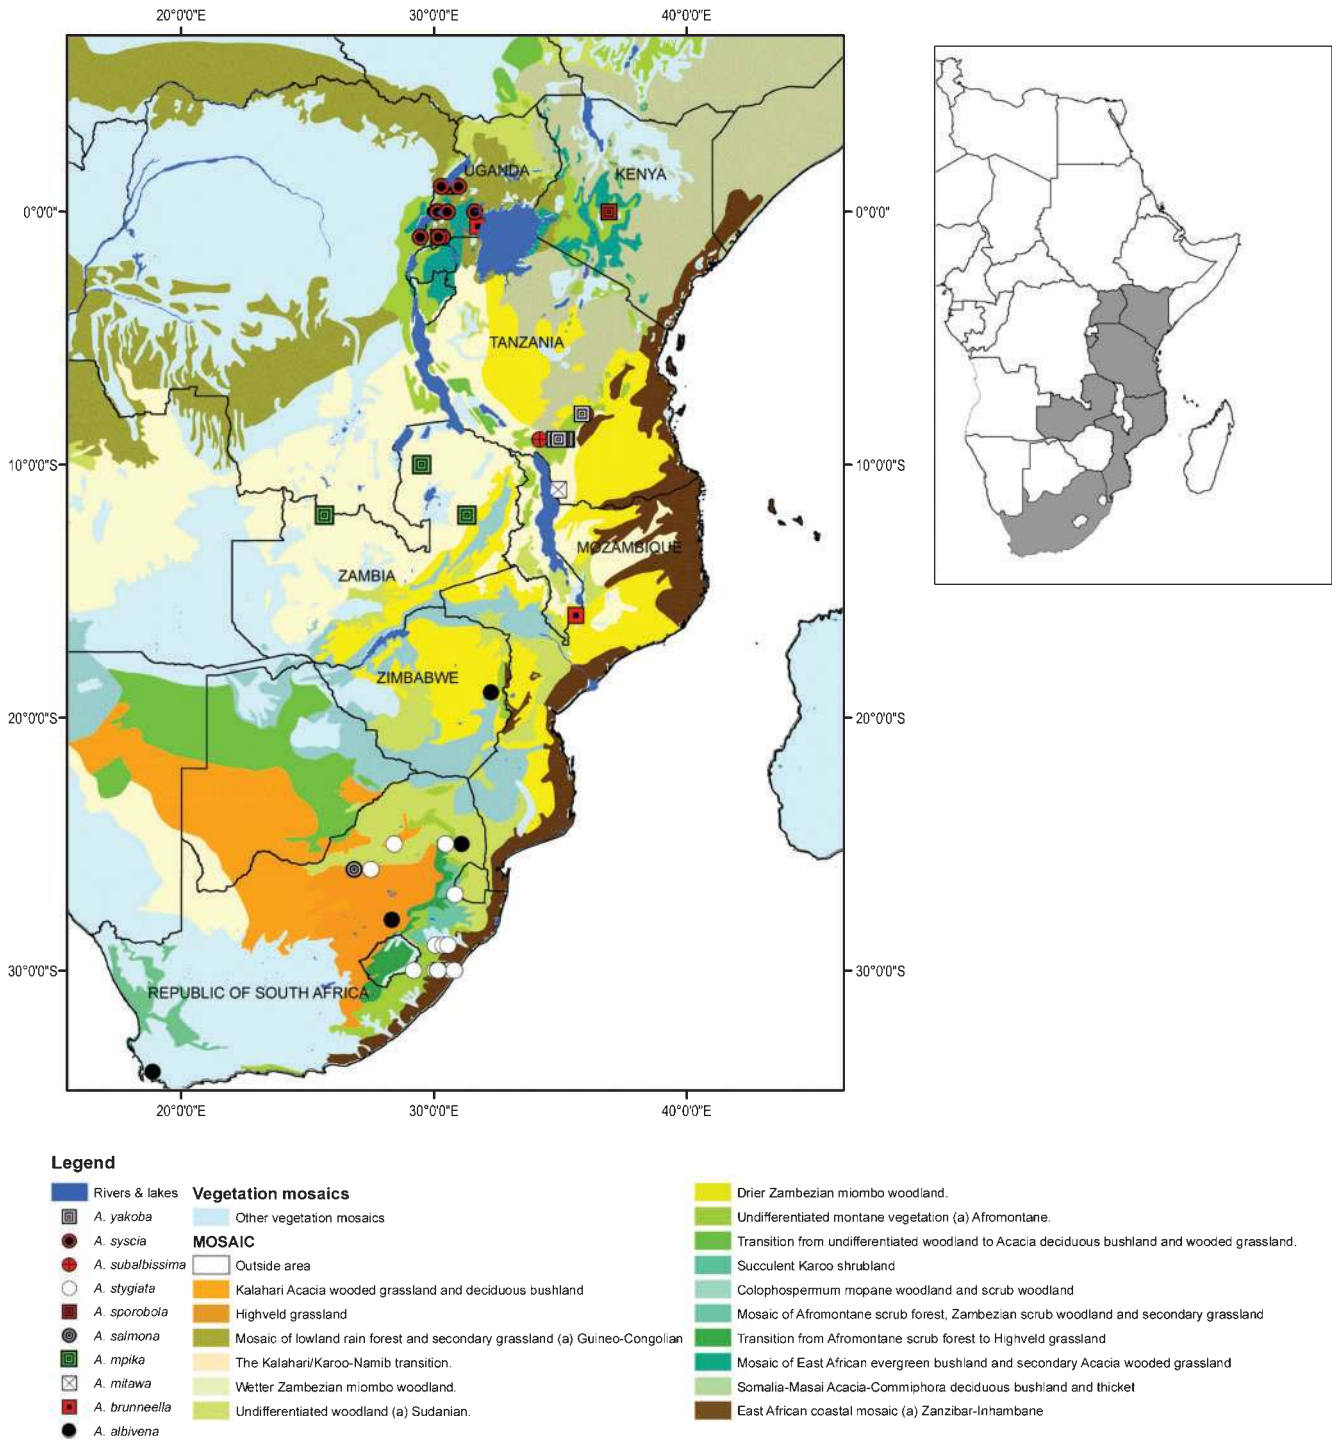 20°0'0"E 30°0'0"E 40°0'0"E
UGANDA
KENYA
0°0'0" 0°0'0"
TANZANIA
10°0'0"S 10°0'0"S
MOZAMBIQUE
ZAMBIA
ZIMBABWE
20°0'0"S 20°0'0"S
30°0'0"S 30°0'0"S
REPUBLIC OF SOUTH AFRICA
20°0'0"E 30°0'0"E 40°0'0"E
Legend
Rivers & lakes
A. yakoba
A. syscia
A. subalbissima
A. stygiata
A. sporobola
A. salmona
A. mpika
A. mitawa
A. brunneella
A. albivena
Vegetation mosaics
Other vegetation mosaics
MOSAIC
Outside area
Kalahari Acacia wooded grassland and deciduous bushland
Highveld grassland
Mosaic of lowland rain forest and secondary grassland (a) Guineo-Congolian
The Kalahari/Karoo-Namib transition.
Wetter Zambezian miombo woodland.
Undifferentiated woodland (a) Sudanian.
Drier Zambezian miombo woodland.
Undifferentiated montane vegetation (a) Afromontane.
Transition from undifferentiated woodland to Acacia deciduous bushland and wooded grassland.
Succulent Karoo shrubland
Colophospermum mopane woodland and scrub woodland
Mosaic of Afromontane scrub forest, Zambezian scrub woodland and secondary grassland
Transition from Afromontane scrub forest to Highveld grassland
Mosaic of East African evergreen bushland and secondary Acacia wooded grassland
Somalia-Masai Acacia-Commiphora deciduous bushland and thicket
East African coastal mosaic (a) Zanzibar-Inhambane